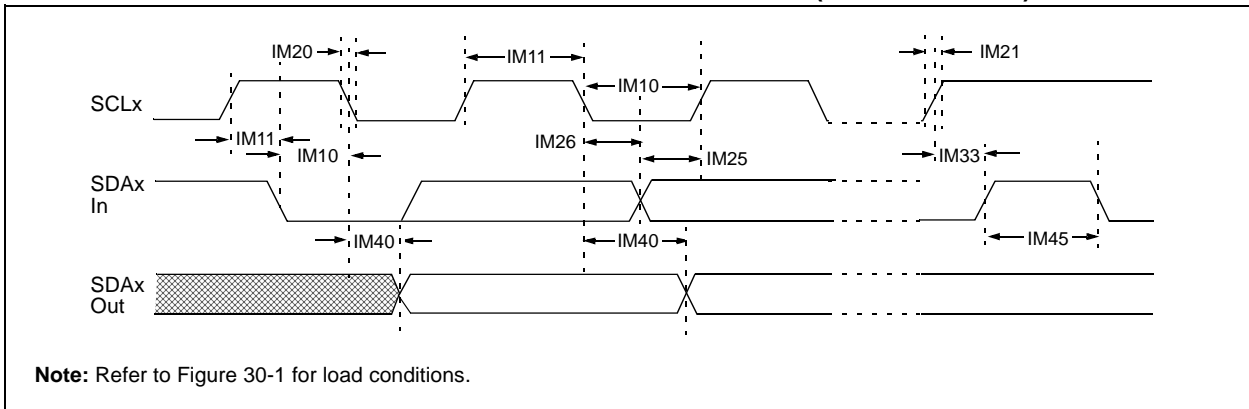 IM20
IM11
IM21
IM10
SCLx
IM11
IM10
IM26
IM25
IM33
SDAx
In
IM40
IM40
IM45
SDAx
Out
Note: Refer to Figure 30-1 for load conditions.